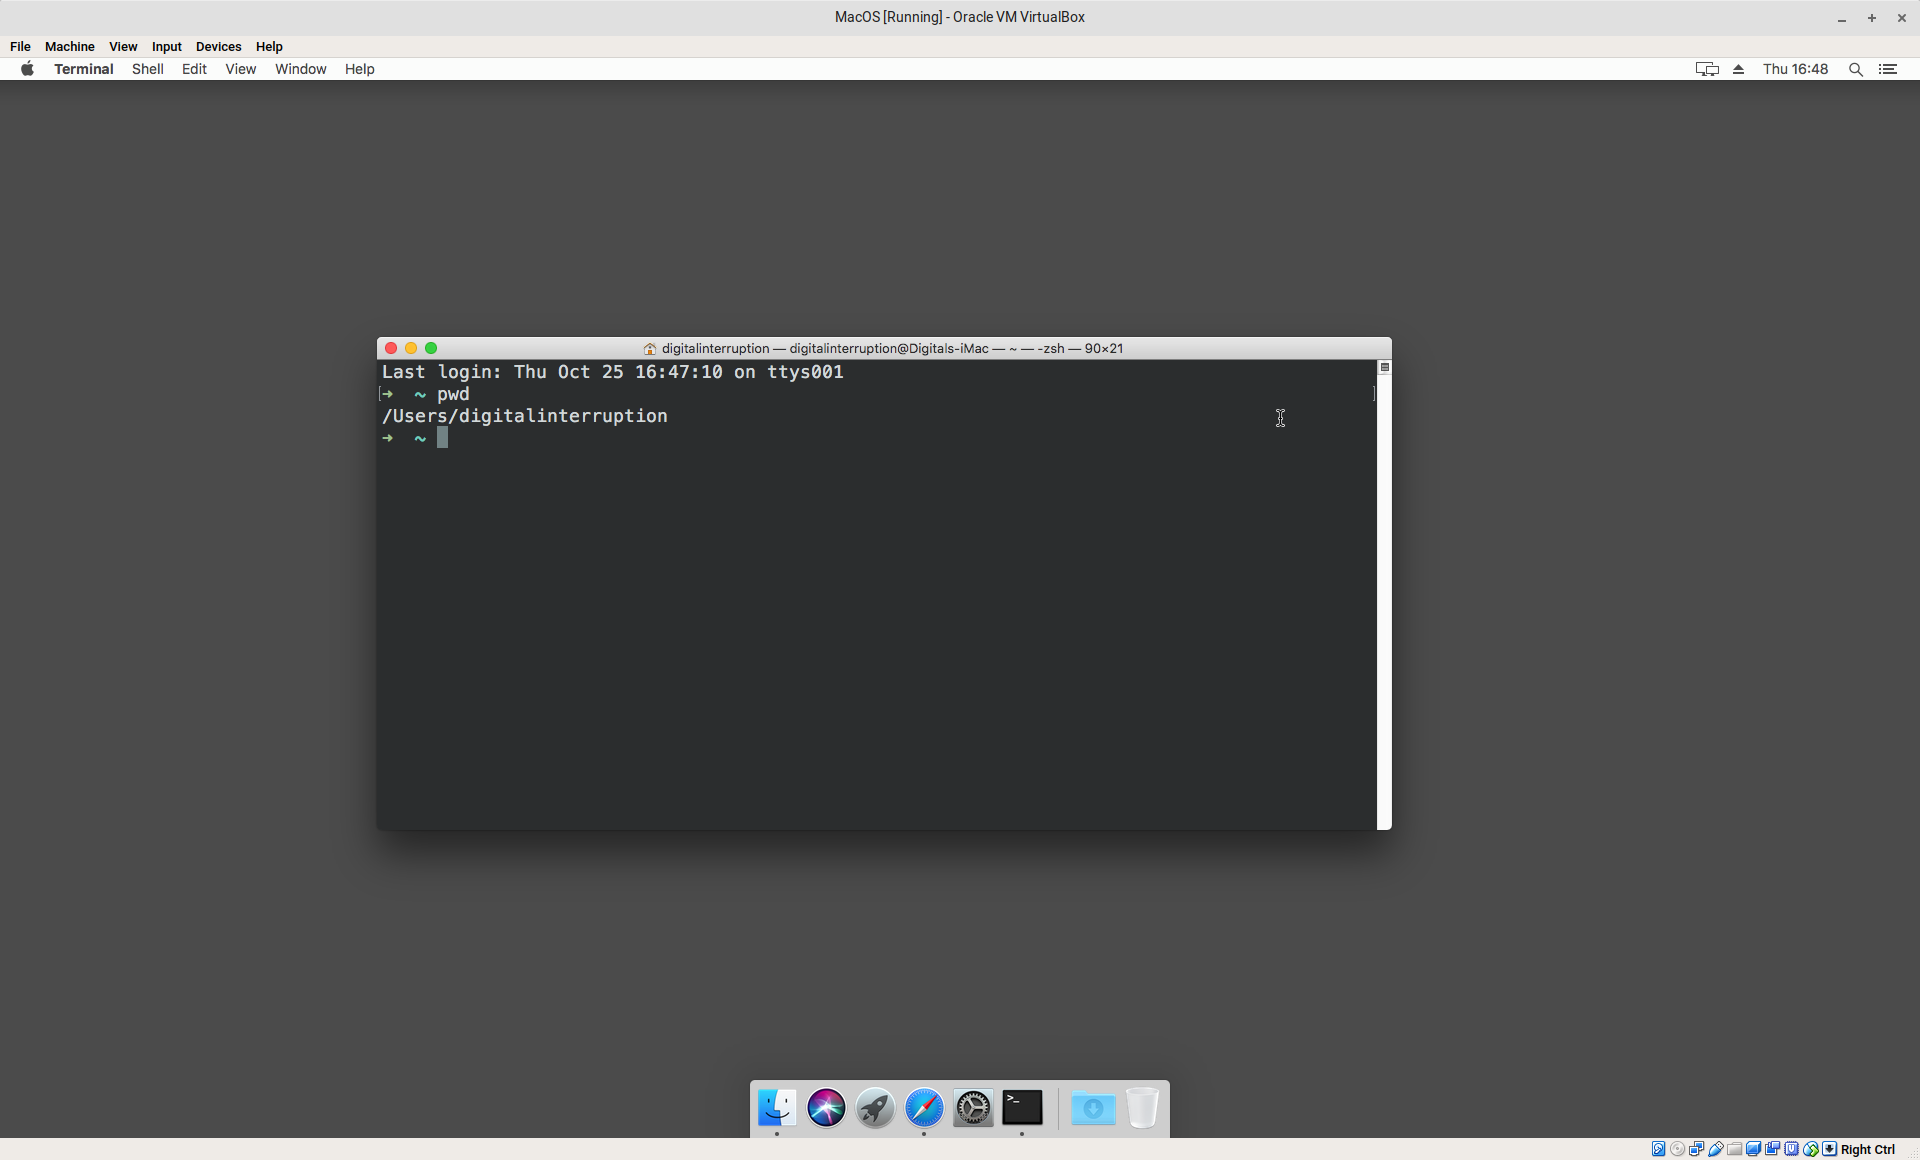 MacOS [Running] - Oracle VM VirtualBox
File Machine View Input Devices Help
Terminal Shell Edit View Window Help Thu 16:48
digitalinterruption — digitalinterruption@Digitals-iMac — ~ — -zsh — 90×21
Last login: Thu Oct 25 16:47:10 on ttys001
[➜ ~ pwd ]
/Users/digitalinterruption
➜ ~
>_
Right Ctrl